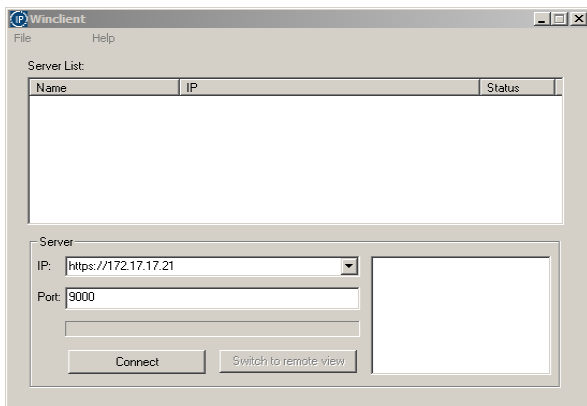 IP Winclient
File Help
Server List:
Name IP Status
Server
IP: https://172.17.17.21
Port: 9000
Connect Switch to remote view